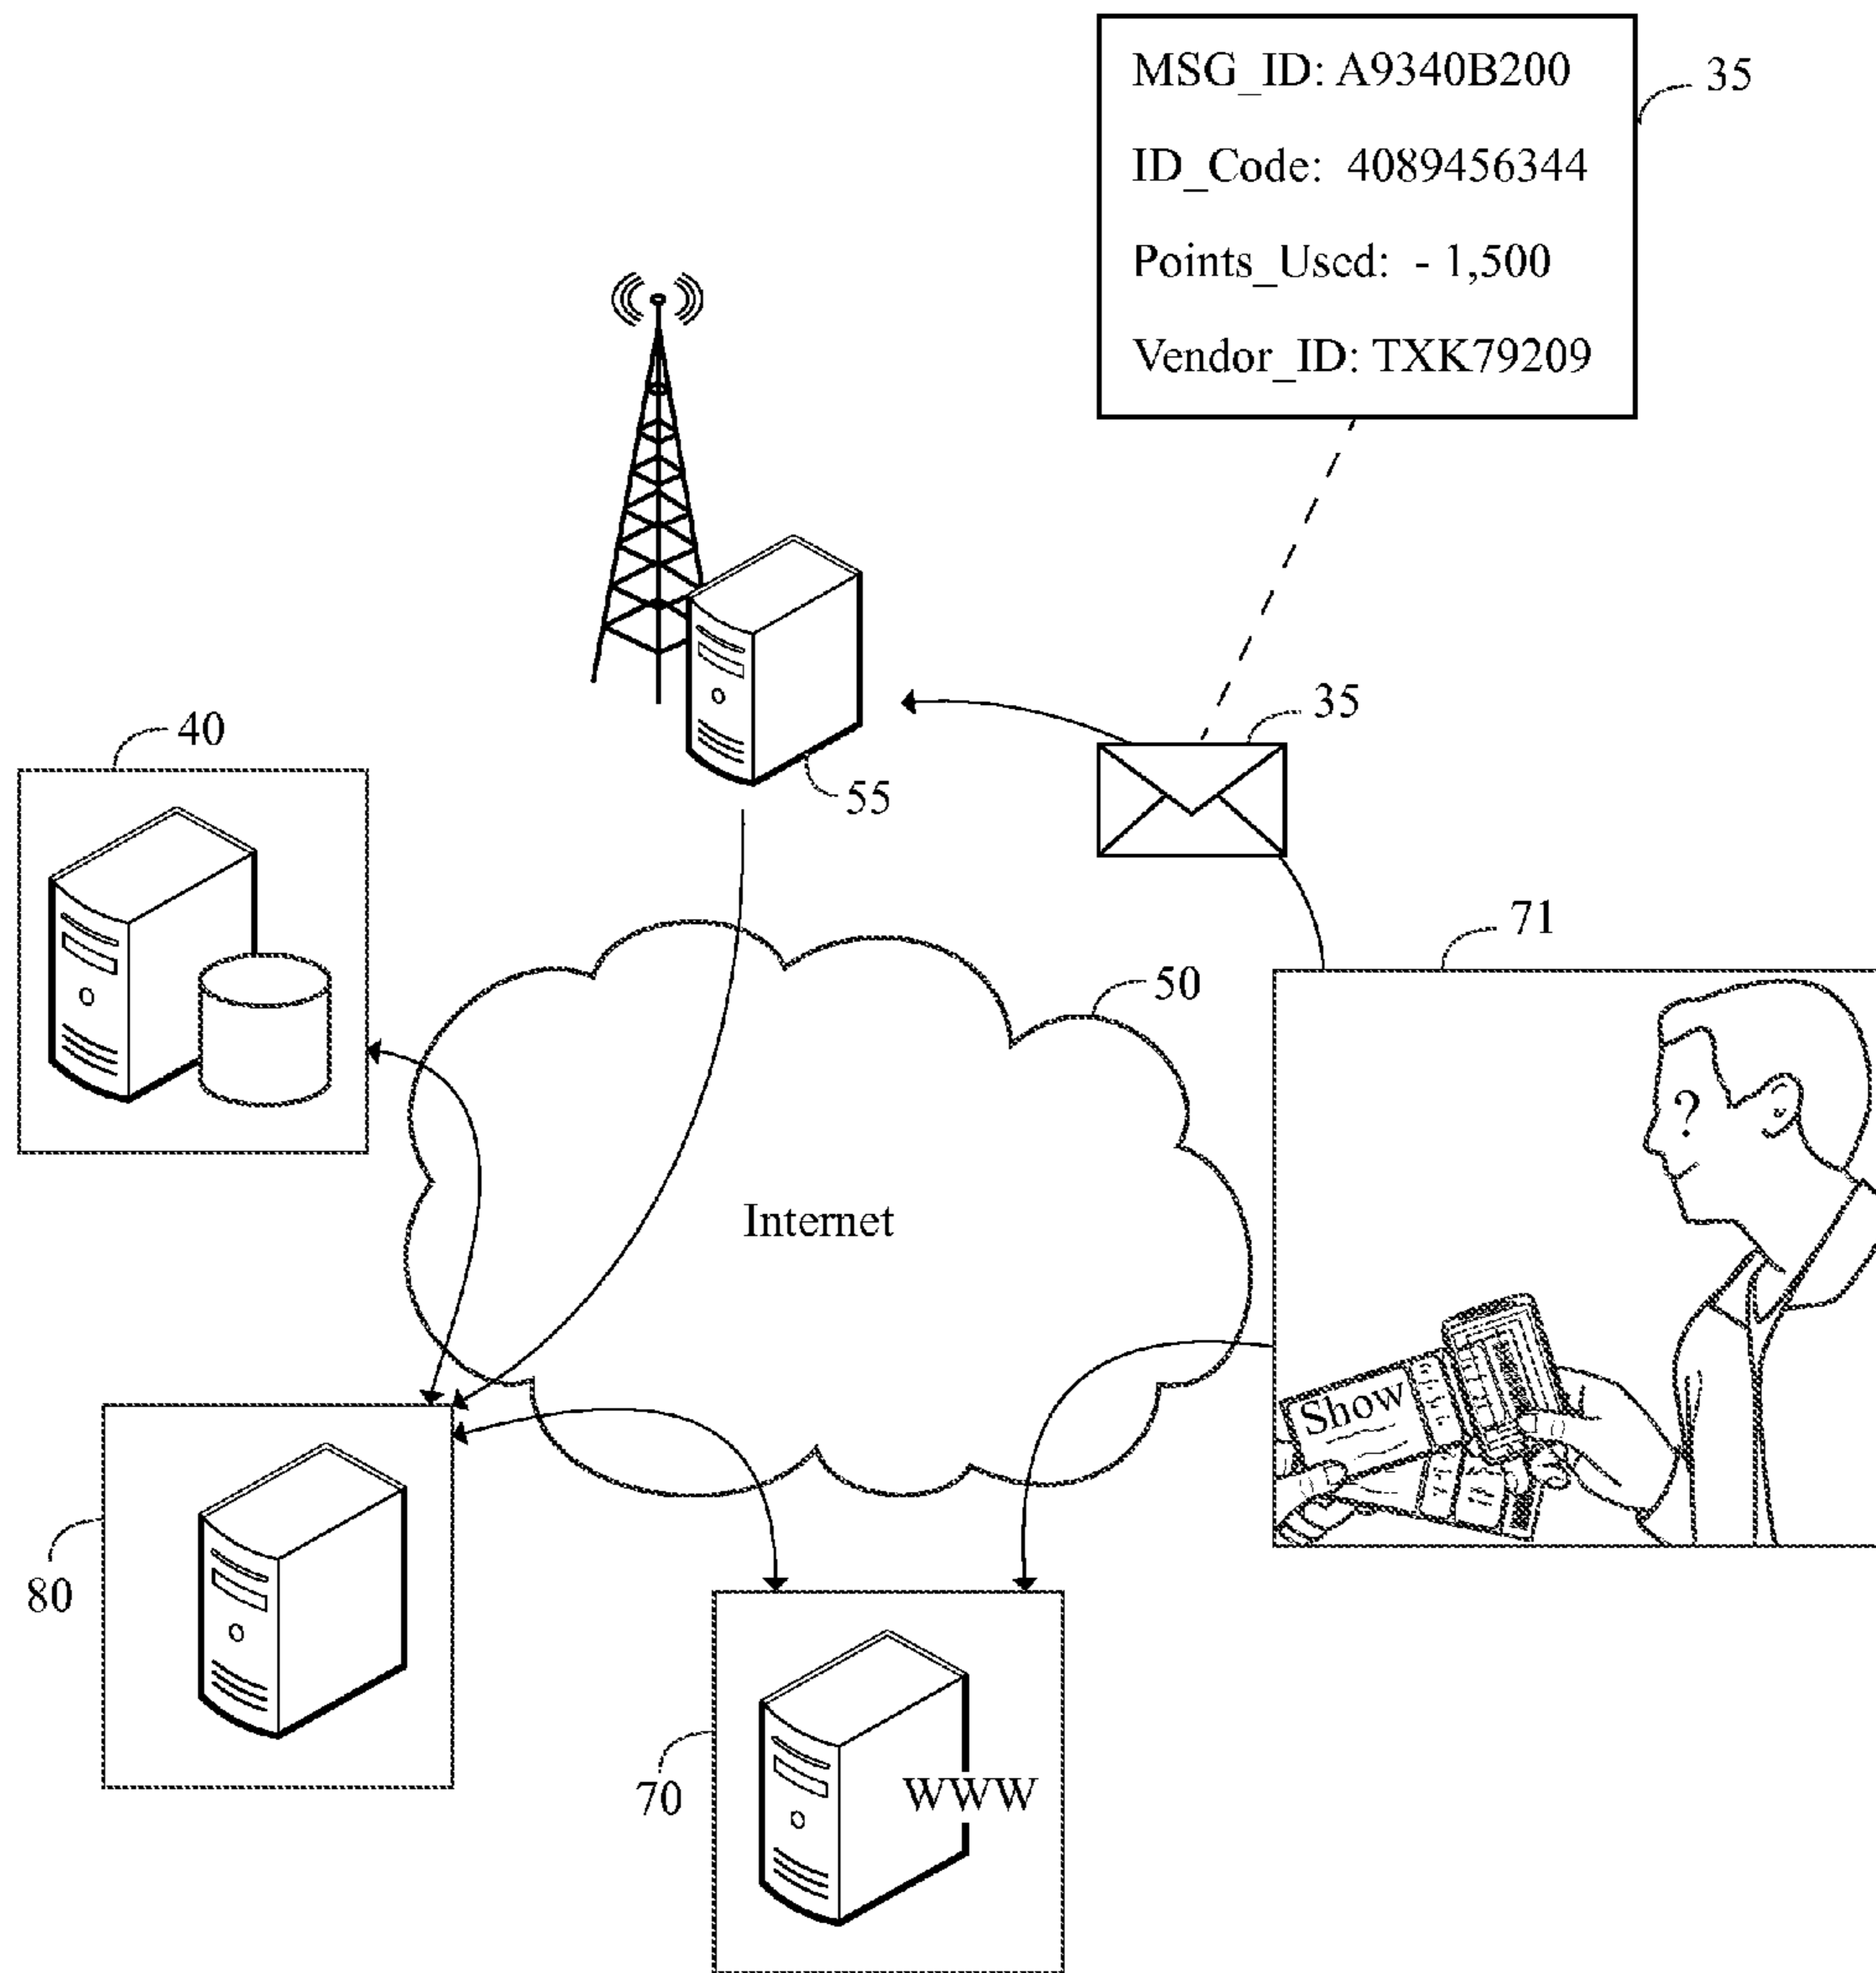 MSG_ID: A9340B200
ID_Code: 4089456344
Points_Used: - 1,500
Vendor_ID: TXK79209
35
35
40
55
71
50
?
Internet
Show
80
70
WWW